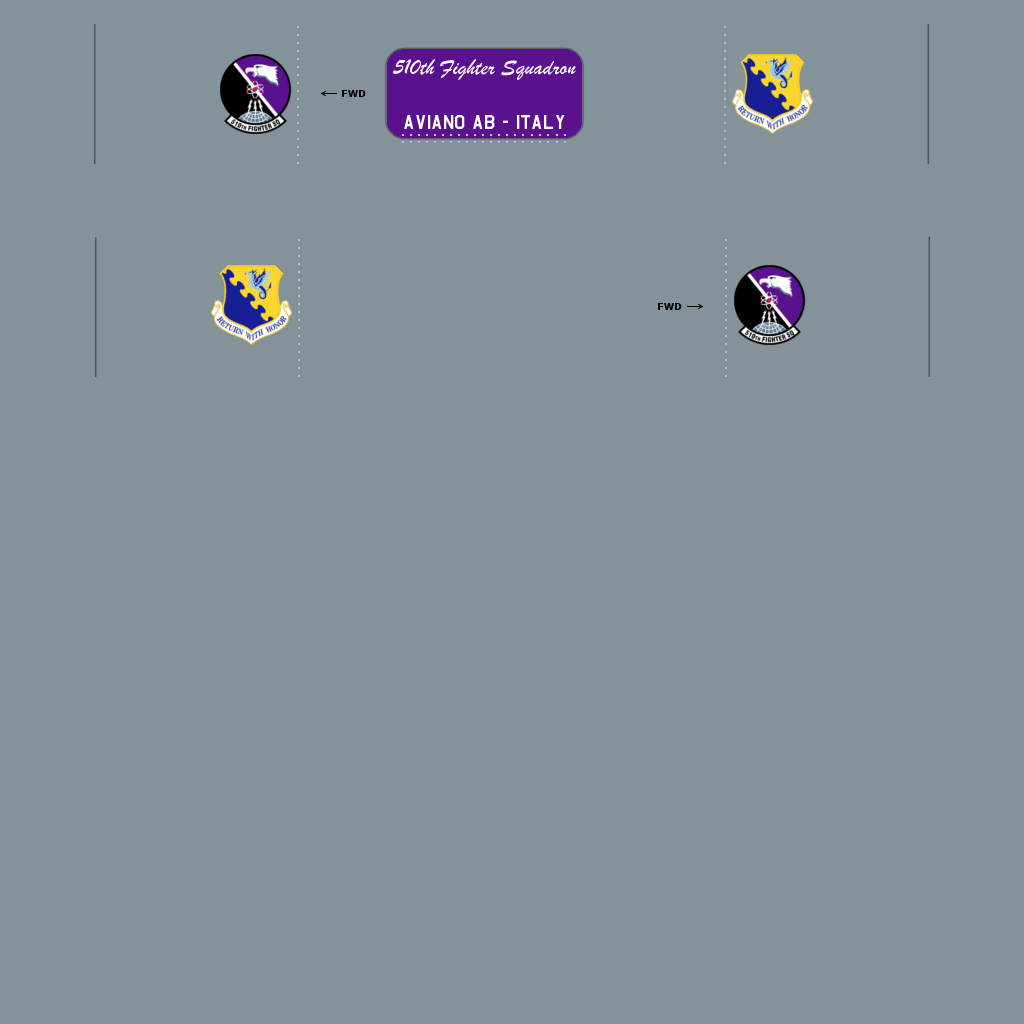 510th Fighter Squadron
← FWD
AVIANO AB - ITALY
510TH FIGHTER SQ
RETURN WITH HONOR
FWD →
RETURN WITH HONOR
510TH FIGHTER SQ